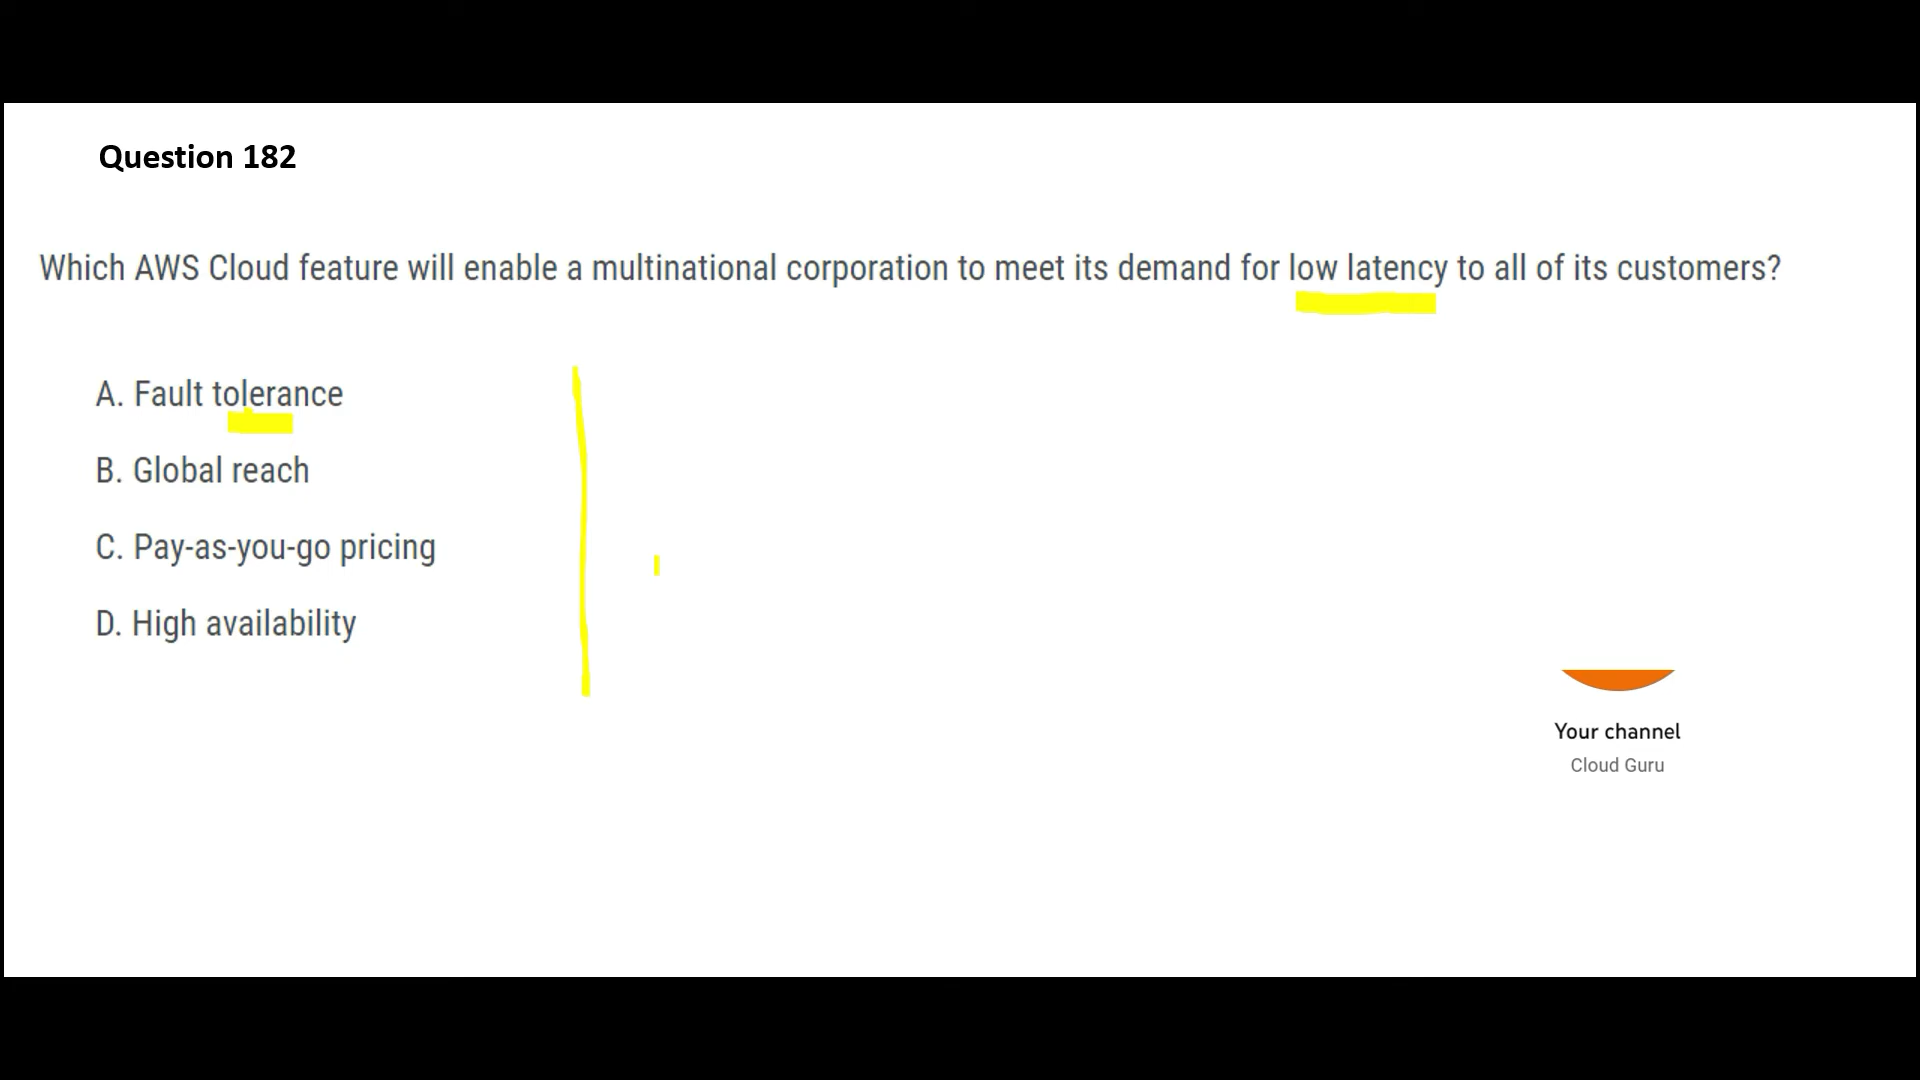 Question 182
Which AWS Cloud feature will enable a multinational corporation to meet its demand for low latency to all of its customers?
A. Fault tolerance
B. Global reach
C. Pay-as-you-go pricing
D. High availability
Your channel
Cloud Guru